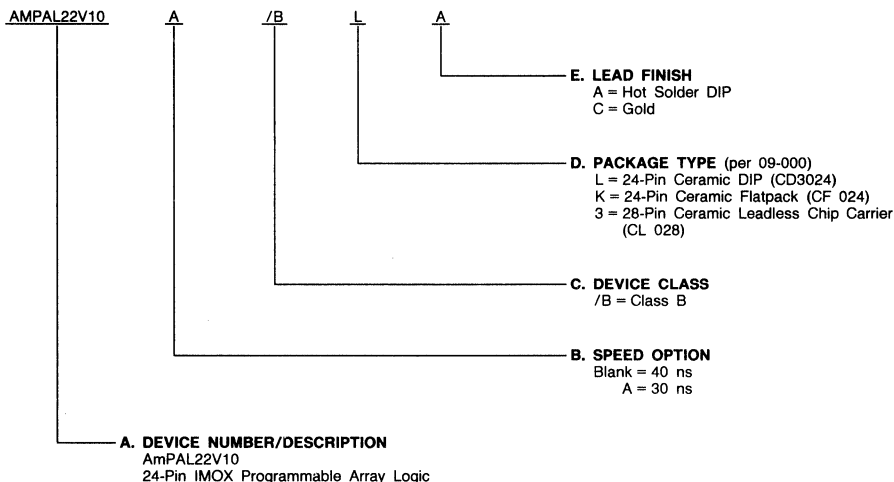 AMPAL22V10 A /B L A
E. LEAD FINISH
A = Hot Solder DIP
C = Gold
D. PACKAGE TYPE (per 09-000)
L = 24-Pin Ceramic DIP (CD3024)
K = 24-Pin Ceramic Flatpack (CF 024)
3 = 28-Pin Ceramic Leadless Chip Carrier
(CL 028)
C. DEVICE CLASS
/B = Class B
B. SPEED OPTION
Blank = 40 ns
A = 30 ns
A. DEVICE NUMBER/DESCRIPTION
AmPAL22V10
24-Pin IMOX Programmable Array Logic